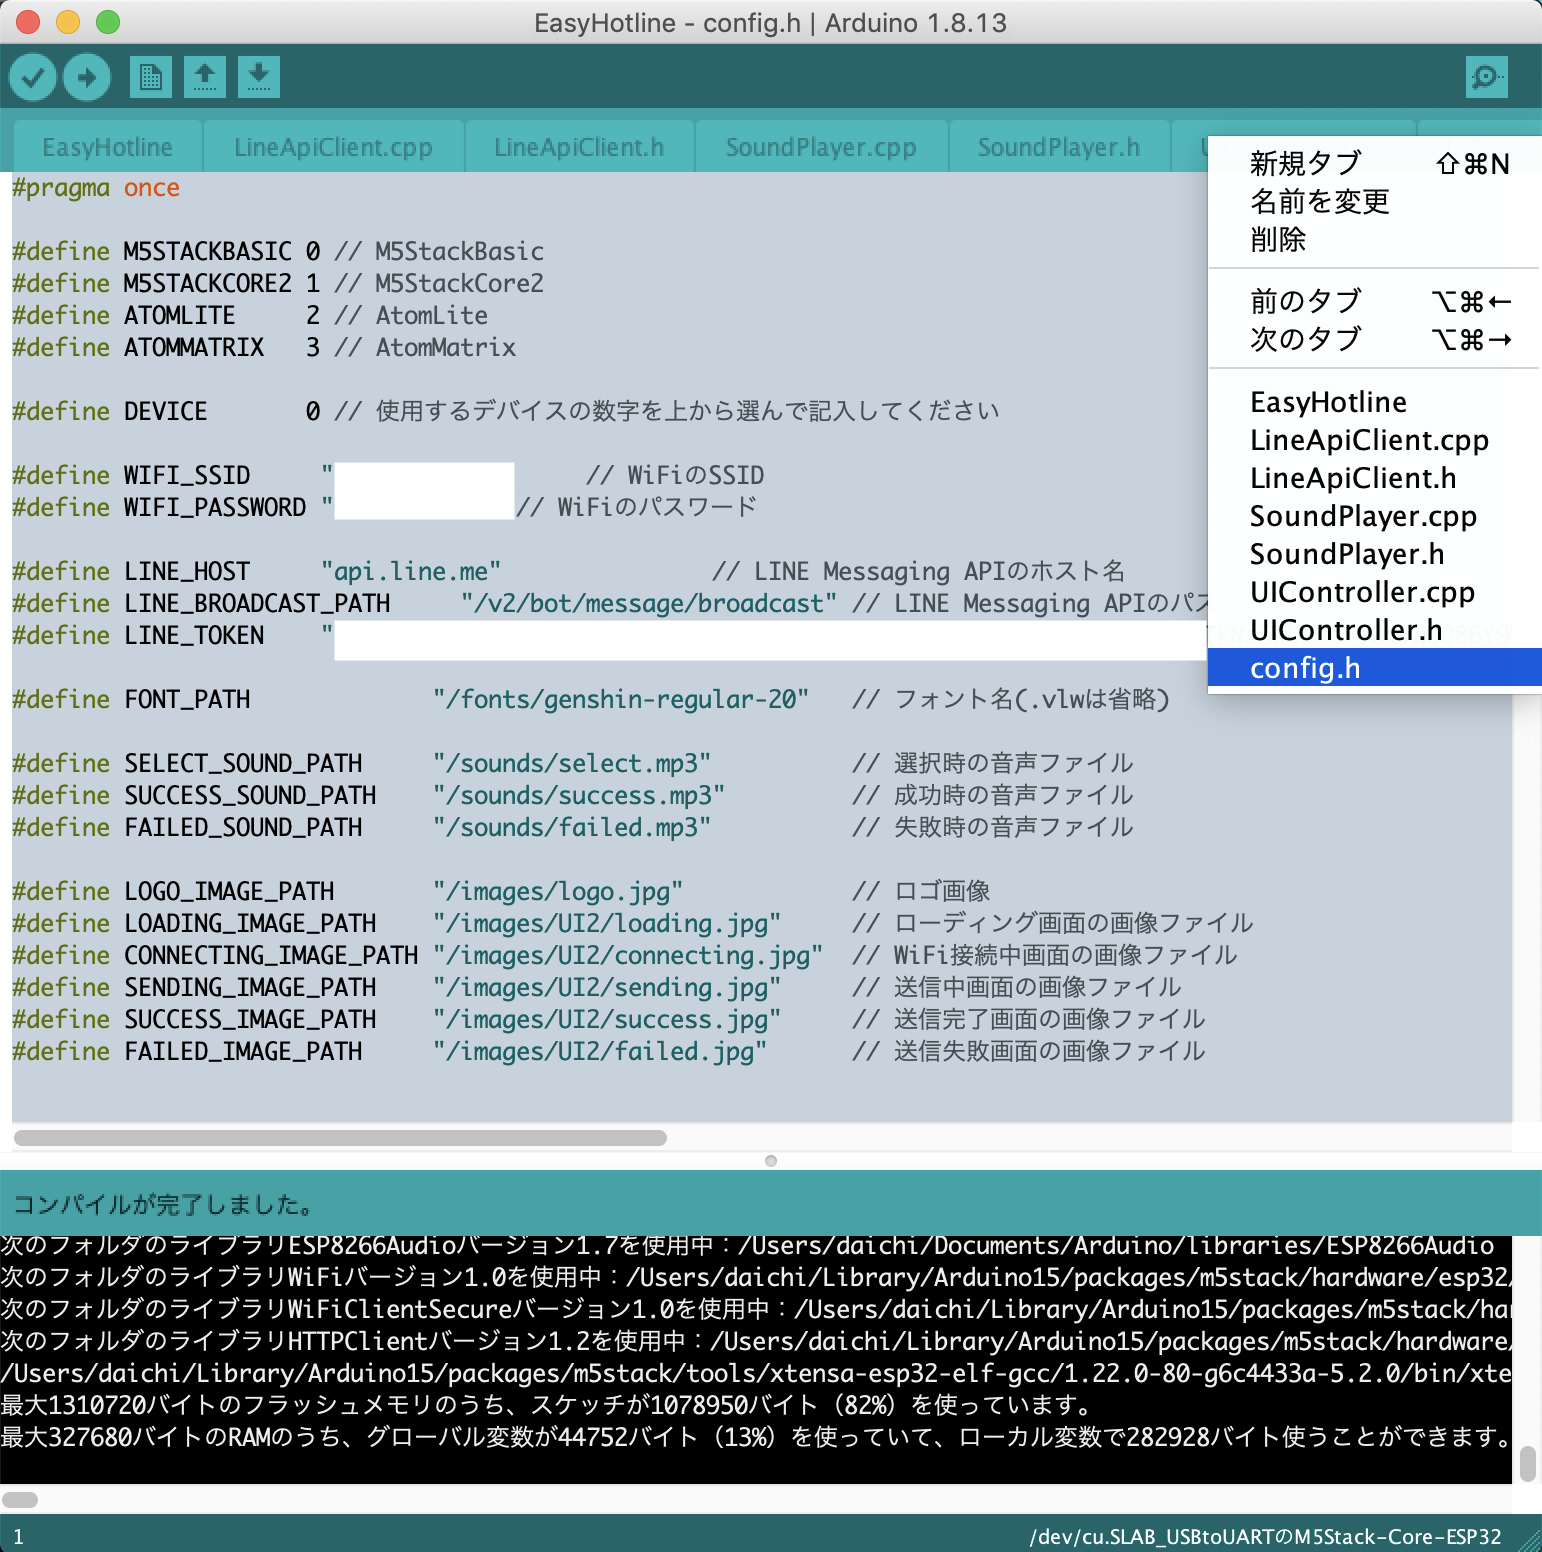 EasyHotline - config.h | Arduino 1.8.13
EasyHotline LineApiClient.cpp LineApiClient.h SoundPlayer.cpp SoundPlayer.h
新規タブ ⇧⌘N
名前を変更
削除
前のタブ ⌥⌘←
次のタブ ⌥⌘→
EasyHotline
LineApiClient.cpp
LineApiClient.h
SoundPlayer.cpp
SoundPlayer.h
UIController.cpp
UIController.h
config.h
#pragma once
#define M5STACKBASIC 0 // M5StackBasic
#define M5STACKCORE2 1 // M5StackCore2
#define ATOMLITE 2 // AtomLite
#define ATOMMATRIX 3 // AtomMatrix
#define DEVICE 0 // 使用するデバイスの数字を上から選んで記入してください
#define WIFI_SSID " // WiFiのSSID
#define WIFI_PASSWORD " // WiFiのパスワード
#define LINE_HOST "api.line.me" // LINE Messaging APIのホスト名
#define LINE_BROADCAST_PATH "/v2/bot/message/broadcast" // LINE Messaging APIのパス
#define LINE_TOKEN "
#define FONT_PATH "/fonts/genshin-regular-20" // フォント名(.vlwは省略)
#define SELECT_SOUND_PATH "/sounds/select.mp3" // 選択時の音声ファイル
#define SUCCESS_SOUND_PATH "/sounds/success.mp3" // 成功時の音声ファイル
#define FAILED_SOUND_PATH "/sounds/failed.mp3" // 失敗時の音声ファイル
#define LOGO_IMAGE_PATH "/images/logo.jpg" // ロゴ画像
#define LOADING_IMAGE_PATH "/images/UI2/loading.jpg" // ローディング画面の画像ファイル
#define CONNECTING_IMAGE_PATH "/images/UI2/connecting.jpg" // WiFi接続中画面の画像ファイル
#define SENDING_IMAGE_PATH "/images/UI2/sending.jpg" // 送信中画面の画像ファイル
#define SUCCESS_IMAGE_PATH "/images/UI2/success.jpg" // 送信完了画面の画像ファイル
#define FAILED_IMAGE_PATH "/images/UI2/failed.jpg" // 送信失敗画面の画像ファイル
コンパイルが完了しました。
次のフォルダのライブラリESP8266Audioバージョン1.7を使用中：/Users/daichi/Documents/Arduino/libraries/ESP8266Audio
次のフォルダのライブラリWiFiバージョン1.0を使用中：/Users/daichi/Library/Arduino15/packages/m5stack/hardware/esp32/
次のフォルダのライブラリWiFiClientSecureバージョン1.0を使用中：/Users/daichi/Library/Arduino15/packages/m5stack/har
次のフォルダのライブラリHTTPClientバージョン1.2を使用中：/Users/daichi/Library/Arduino15/packages/m5stack/hardware/
/Users/daichi/Library/Arduino15/packages/m5stack/tools/xtensa-esp32-elf-gcc/1.22.0-80-g6c4433a-5.2.0/bin/xte
最大1310720バイトのフラッシュメモリのうち、スケッチが1078950バイト（82%）を使っています。
最大327680バイトのRAMのうち、グローバル変数が44752バイト（13%）を使っていて、ローカル変数で282928バイト使うことができます。
1 /dev/cu.SLAB_USBtoUARTのM5Stack-Core-ESP32